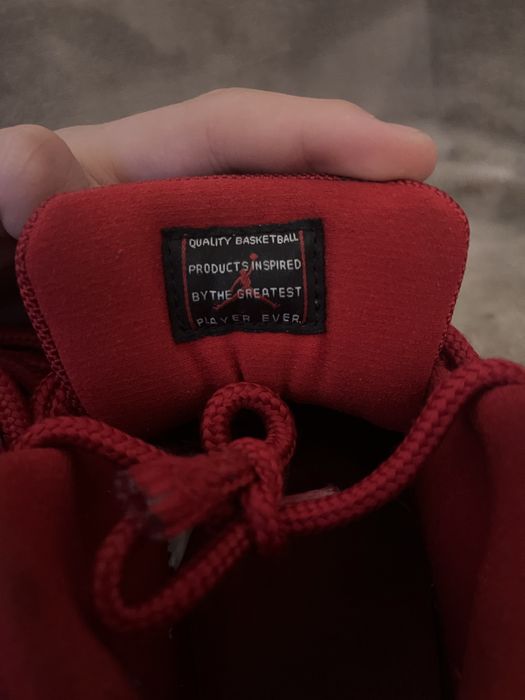 QUALITY BASKETBALL
PRODUCTS INSPIRED
BY THE GREATEST
PLAYER EVER.